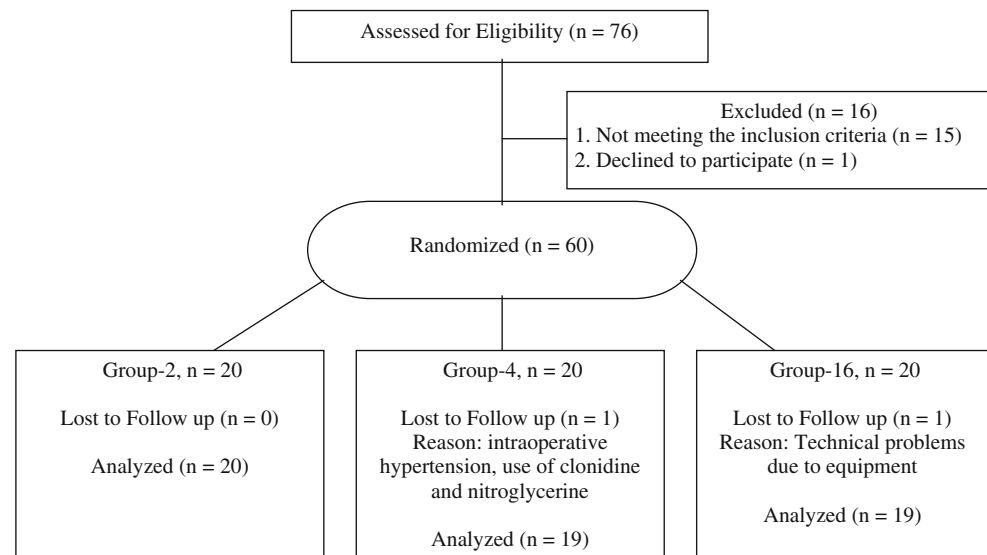 Assessed for Eligibility (n = 76)
Excluded (n = 16)
1. Not meeting the inclusion criteria (n = 15)
2. Declined to participate (n = 1)
Randomized (n = 60)
Group-2, n = 20
Lost to Follow up (n = 0)
Analyzed (n = 20)
Group-4, n = 20
Lost to Follow up (n = 1)
Reason: intraoperative
hypertension, use of clonidine
and nitroglycerine
Analyzed (n = 19)
Group-16, n = 20
Lost to Follow up (n = 1)
Reason: Technical problems
due to equipment
Analyzed (n = 19)